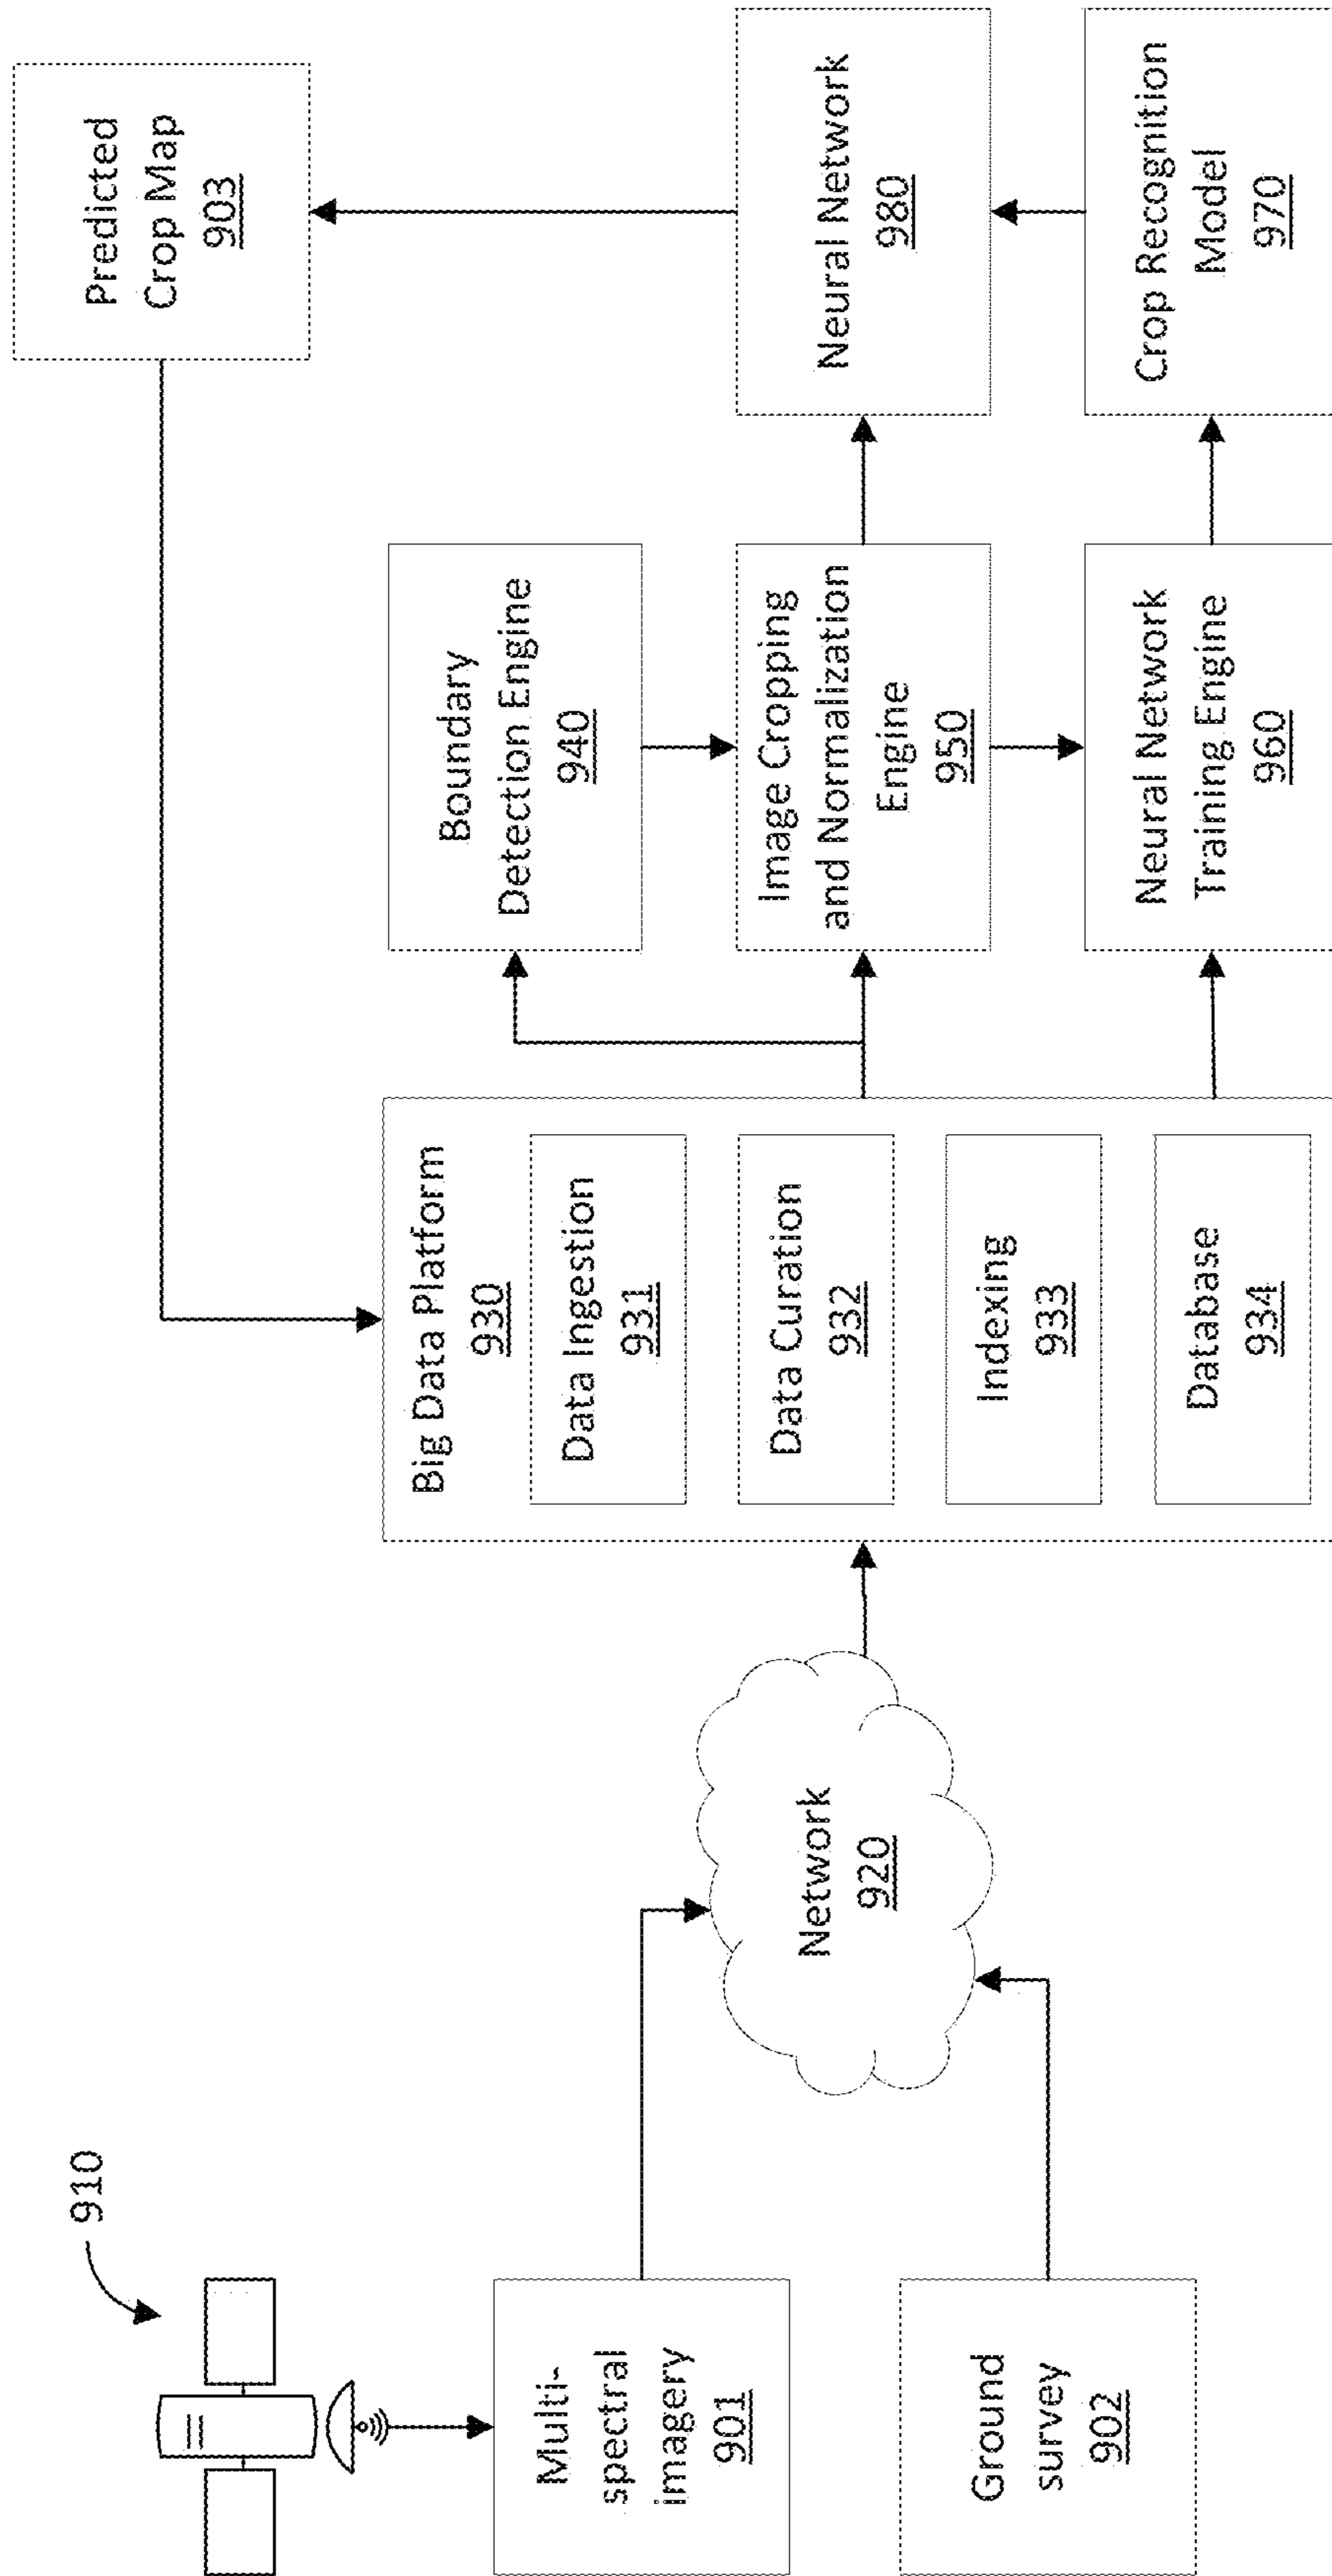 910
Multi-
spectral
imagery
901
Ground
survey
902
Network
920
Big Data Platform
930
Data Ingestion
931
Data Curation
932
Indexing
933
Database
934
Boundary
Detection Engine
940
Image Cropping
and Normalization
Engine
950
Neural Network
Training Engine
960
Predicted
Crop Map
903
Neural Network
980
Crop Recognition
Model
970